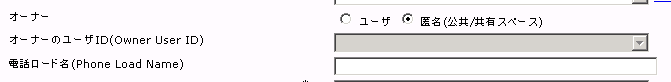 オーナー ユーザ 匿名(公共/共有スペース)
オーナーのユーザID(Owner User ID)
電話ロード名(Phone Load Name)
*